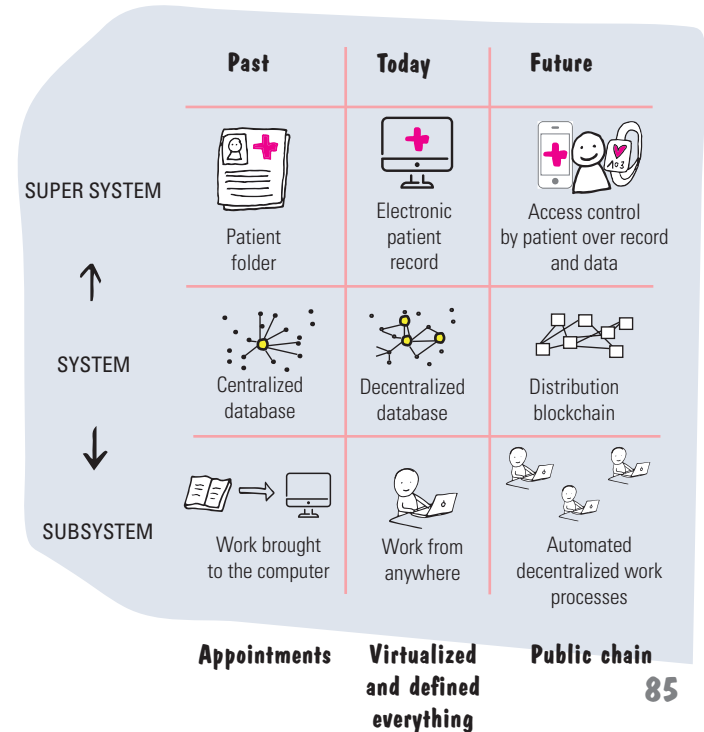 Past
Today
Future
SUPER SYSTEM
Patient
folder
Electronic
patient
record
103
Access control
by patient over record
and data
SYSTEM
Centralized
database
Decentralized
database
Distribution
blockchain
SUBSYSTEM
Work brought
to the computer
Work from
anywhere
Automated
decentralized work
processes
Appointments
Virtualized
and defined
everything
Public chain
85